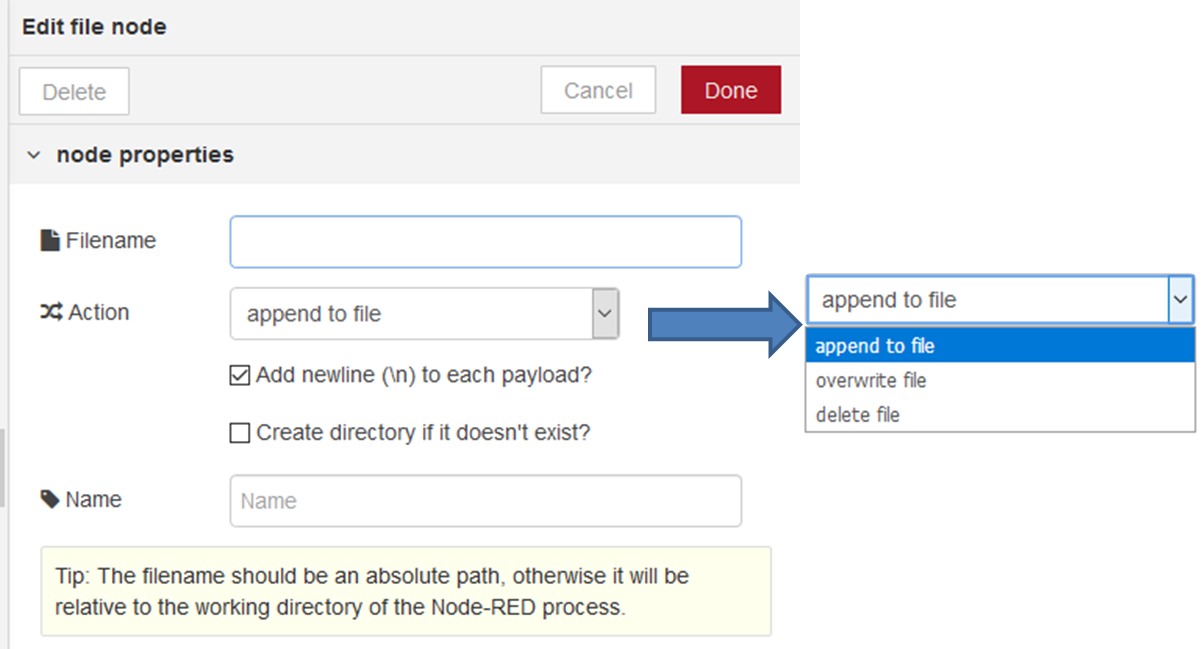 Edit file node
Delete
Cancel
Done
node properties
Filename
Action
append to file
Add newline (\n) to each payload?
Create directory if it doesn't exist?
Name
Name
Tip: The filename should be an absolute path, otherwise it will be
relative to the working directory of the Node-RED process.
append to file
append to file
overwrite file
delete file